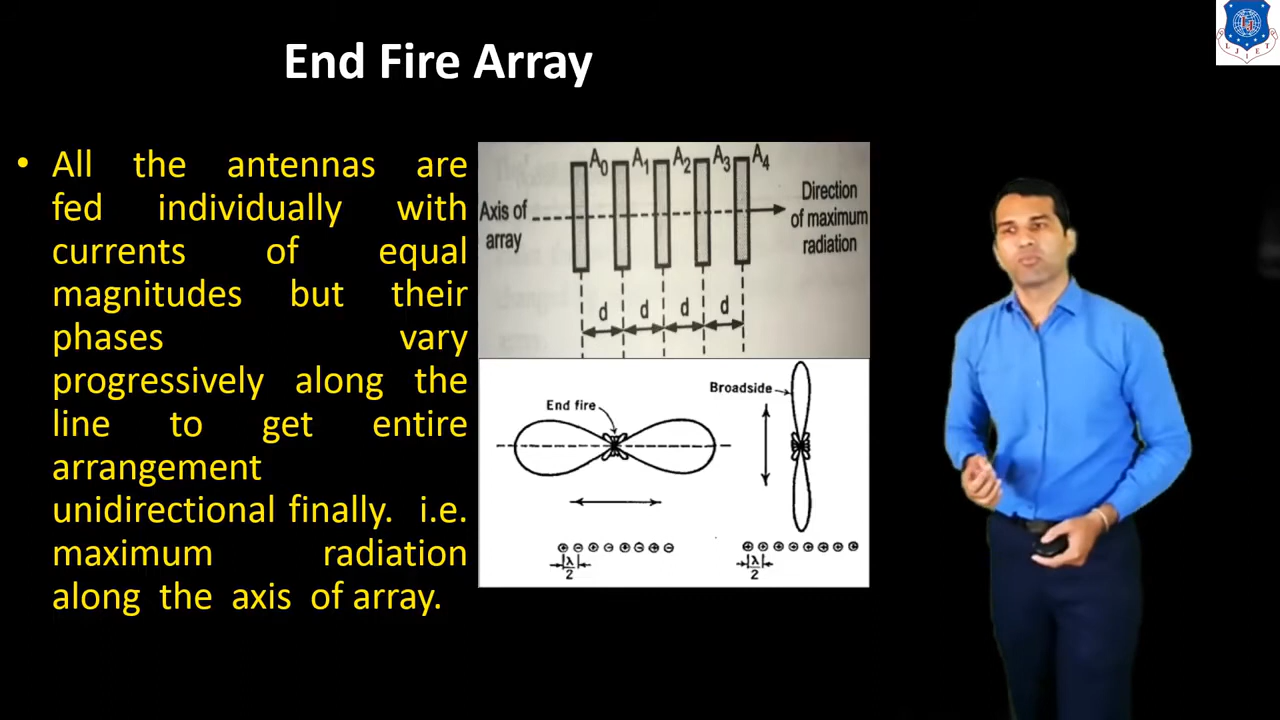 End Fire Array
• All the antennas are
fed individually with
currents of equal
magnitudes but their
phases vary
progressively along the
line to get entire
arrangement
unidirectional finally. i.e.
maximum radiation
along the axis of array.
A0 A1 A2 A3 A4
Axis of
array
Direction
of maximum
radiation
d d d d
End fire
Broadside
λ
2
λ
2
LJIET